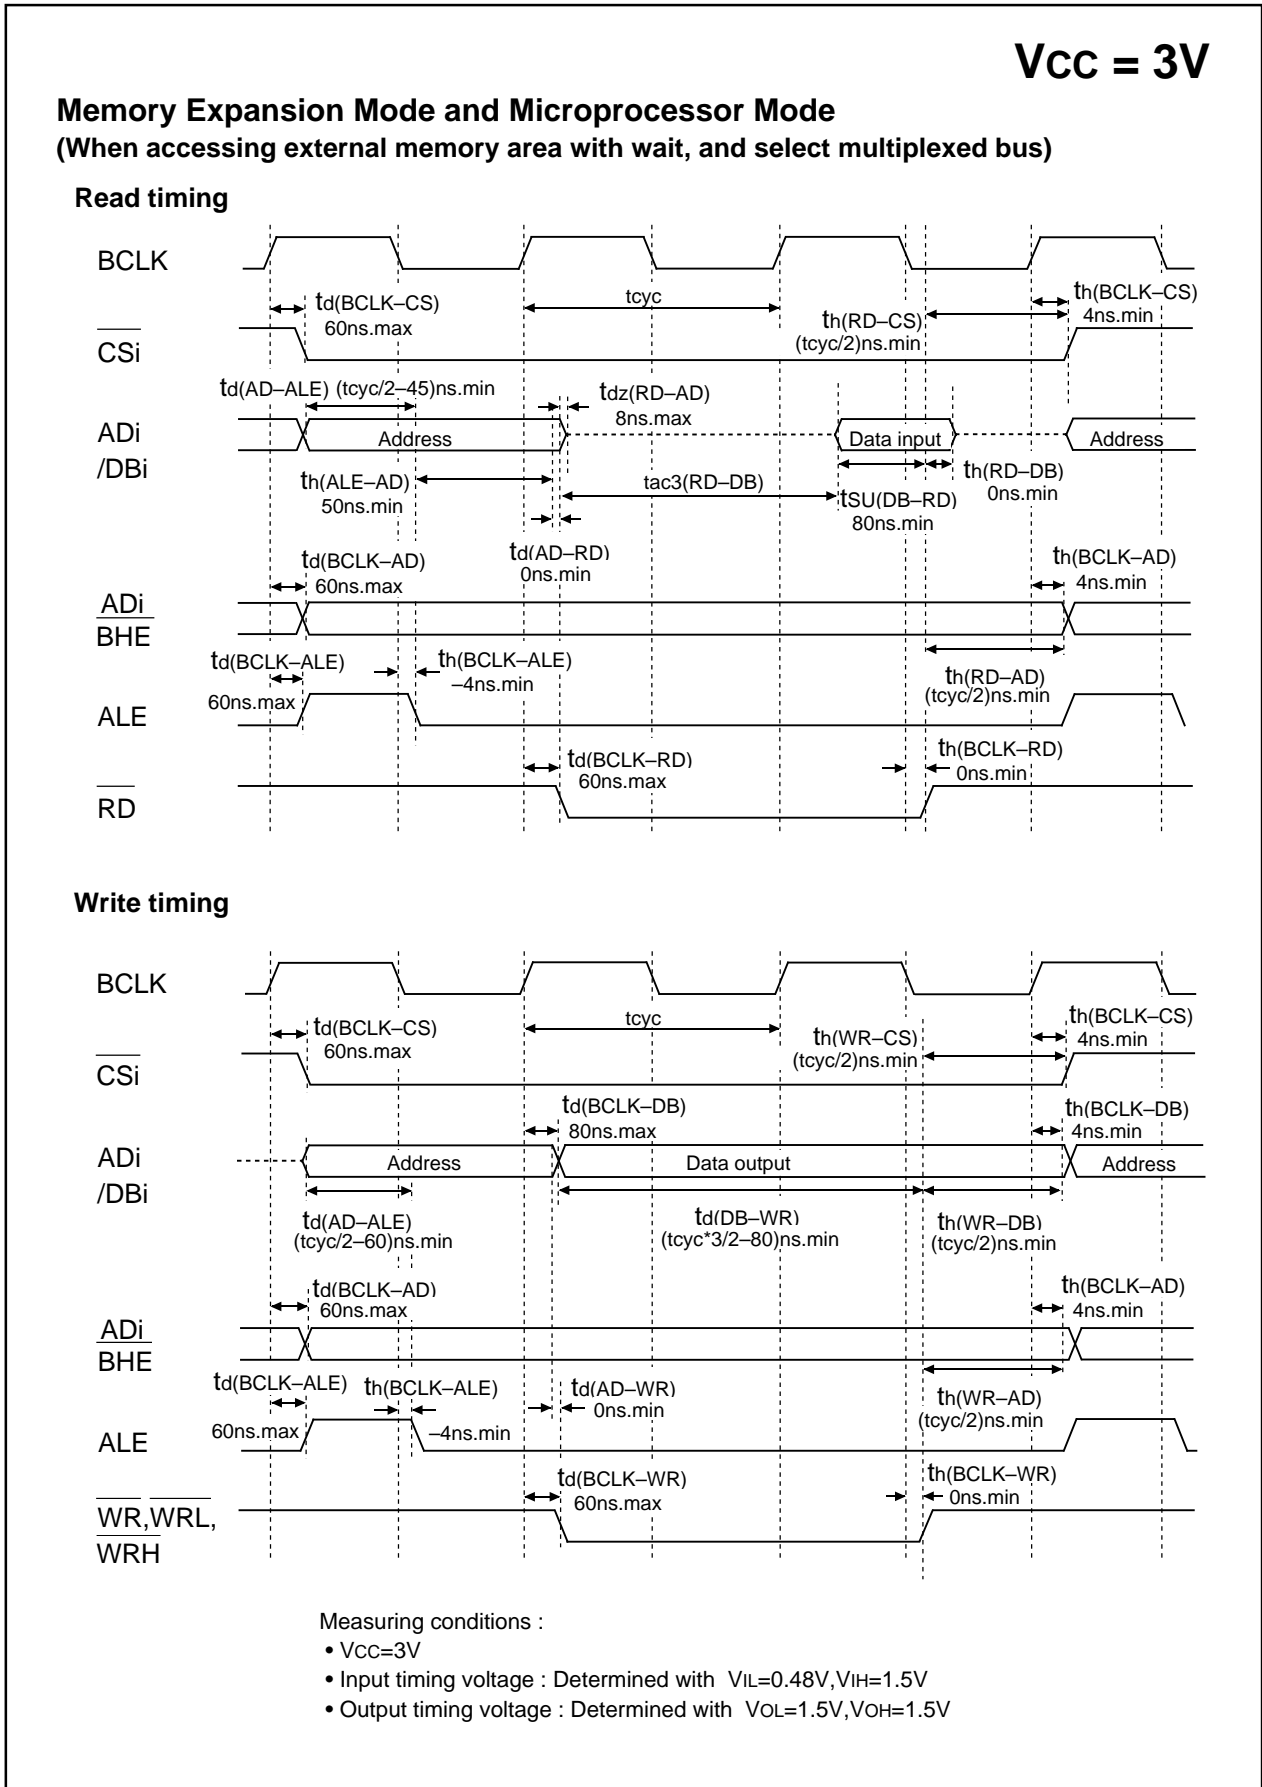 VCC = 3V
Memory Expansion Mode and Microprocessor Mode
(When accessing external memory area with wait, and select multiplexed bus)
Read timing
BCLK
td(BCLK–CS)
60ns.max
tcyc
th(RD–CS)
(tcyc/2)ns.min
th(BCLK–CS)
4ns.min
CSi
td(AD–ALE) (tcyc/2–45)ns.min
tdz(RD–AD)
8ns.max
ADi
/DBi
Address
Data input
Address
th(ALE–AD)
50ns.min
tac3(RD–DB)
tSU(DB–RD)
80ns.min
th(RD–DB)
0ns.min
td(AD–RD)
0ns.min
td(BCLK–AD)
60ns.max
th(BCLK–AD)
4ns.min
ADi
BHE
td(BCLK–ALE)
60ns.max
th(BCLK–ALE)
–4ns.min
th(RD–AD)
(tcyc/2)ns.min
ALE
td(BCLK–RD)
60ns.max
th(BCLK–RD)
0ns.min
RD
Write timing
BCLK
td(BCLK–CS)
60ns.max
tcyc
th(WR–CS)
(tcyc/2)ns.min
th(BCLK–CS)
4ns.min
CSi
td(BCLK–DB)
80ns.max
th(BCLK–DB)
4ns.min
ADi
/DBi
Address
Data output
Address
td(AD–ALE)
(tcyc/2–60)ns.min
td(DB–WR)
(tcyc*3/2–80)ns.min
th(WR–DB)
(tcyc/2)ns.min
td(BCLK–AD)
60ns.max
th(BCLK–AD)
4ns.min
ADi
BHE
td(BCLK–ALE)
60ns.max
th(BCLK–ALE)
–4ns.min
td(AD–WR)
0ns.min
th(WR–AD)
(tcyc/2)ns.min
ALE
td(BCLK–WR)
60ns.max
th(BCLK–WR)
0ns.min
WR,WRL,
WRH
Measuring conditions :
• VCC=3V
• Input timing voltage : Determined with VIL=0.48V,VIH=1.5V
• Output timing voltage : Determined with VOL=1.5V,VOH=1.5V